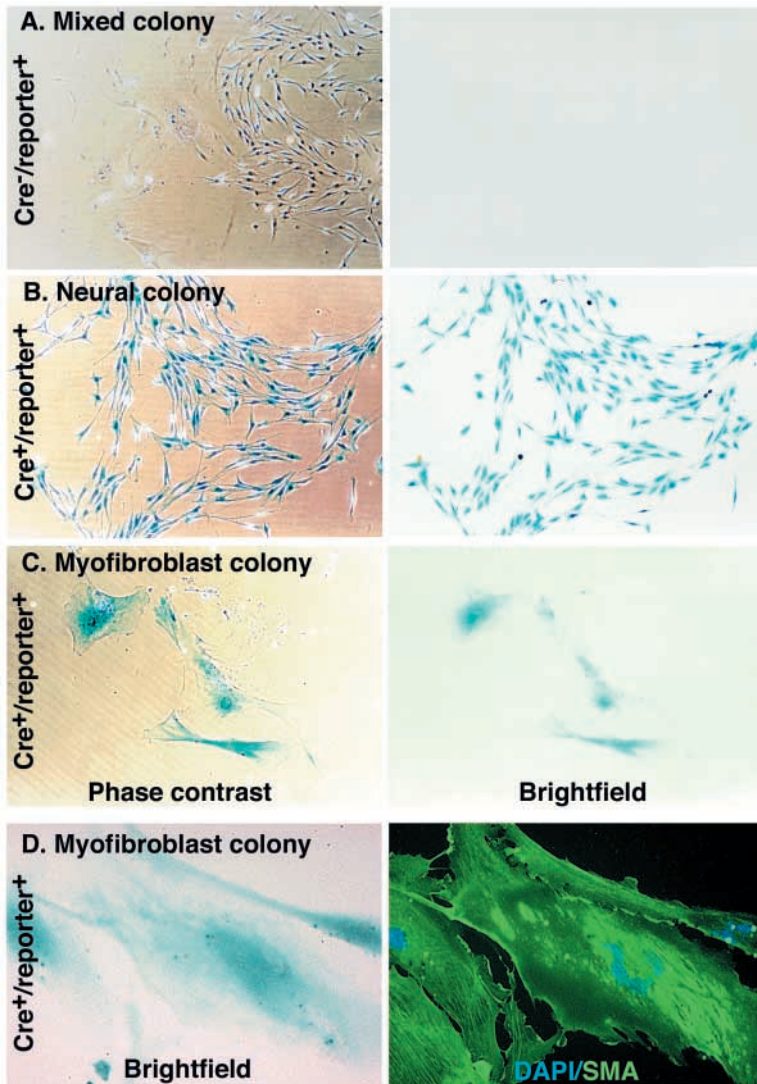 A. Mixed colony
Cre⁻/reporter⁺
B. Neural colony
Cre⁺/reporter⁺
C. Myofibroblast colony
Cre⁺/reporter⁺
Phase contrast
Brightfield
D. Myofibroblast colony
Cre⁺/reporter⁺
Brightfield
DAPI/SMA